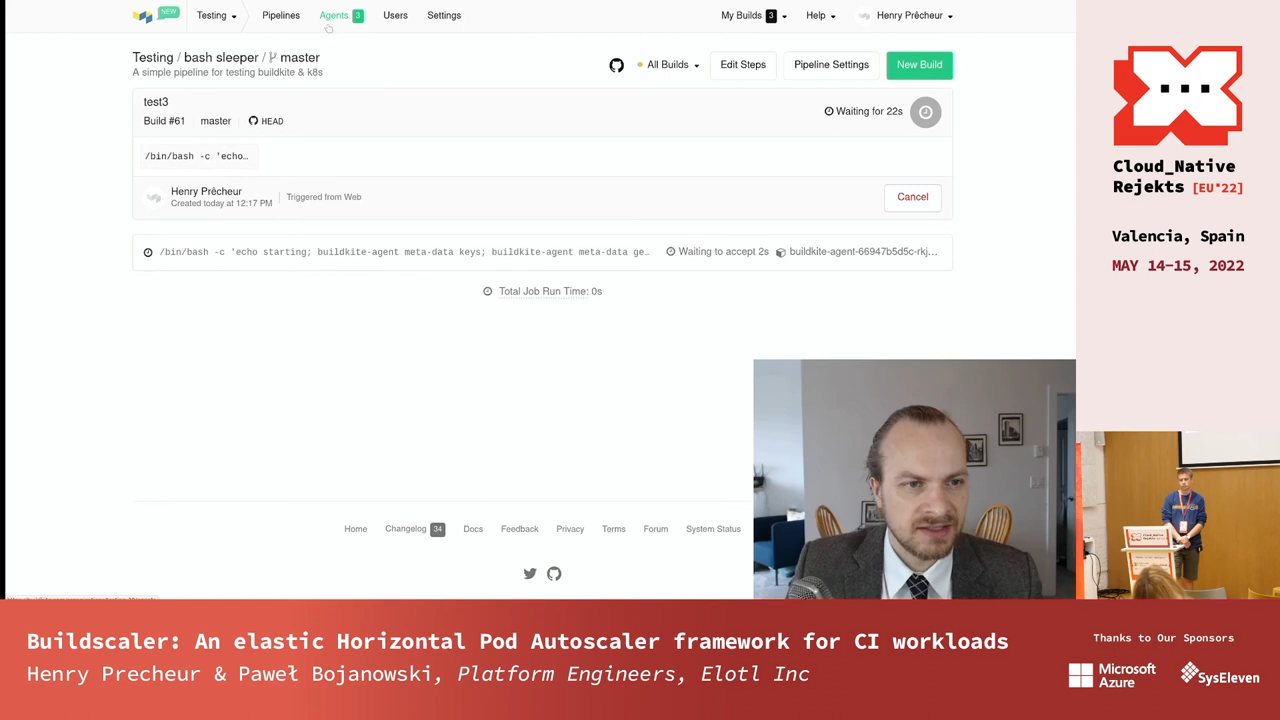 NEW
Testing
Pipelines
Agents 3
Users
Settings
My Builds 3
Help
Henry Prêcheur
Testing / bash sleeper / master
A simple pipeline for testing buildkite & k8s
All Builds
Edit Steps
Pipeline Settings
New Build
test3
Build #61 master HEAD
Waiting for 22s
/bin/bash -c 'echo…
Henry Prêcheur
Created today at 12:17 PM
Triggered from Web
Cancel
/bin/bash -c 'echo starting; buildkite-agent meta-data keys; buildkite-agent meta-data ge…
Waiting to accept 2s
buildkite-agent-66947b5d5c-rkj…
Total Job Run Time: 0s
Home
Changelog 34
Docs
Feedback
Privacy
Terms
Forum
System Status
Cloud_Native
Rejekts [EU*22]
Valencia, Spain
MAY 14-15, 2022
Cloud_Native
Rejekts
Buildscaler: An elastic Horizontal Pod Autoscaler framework for CI workloads
Henry Precheur & Paweł Bojanowski, Platform Engineers, Elotl Inc
Thanks to Our Sponsors
Microsoft
Azure
SysEleven